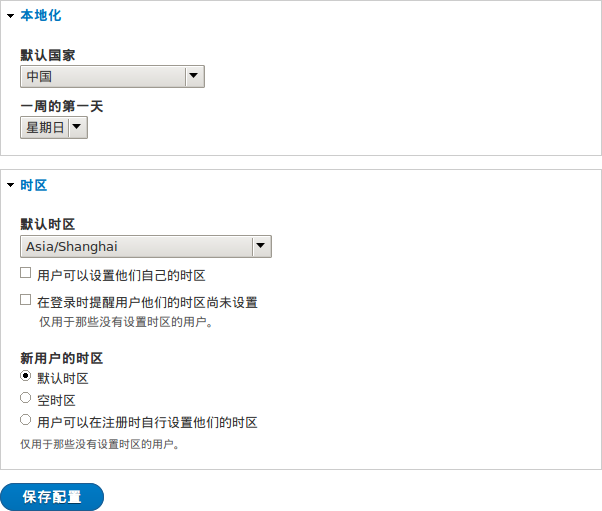 本地化
默认国家
中国
一周的第一天
星期日
时区
默认时区
Asia/Shanghai
用户可以设置他们自己的时区
在登录时提醒用户他们的时区尚未设置
仅用于那些没有设置时区的用户。
新用户的时区
默认时区
空时区
用户可以在注册时自行设置他们的时区
仅用于那些没有设置时区的用户。
保存配置